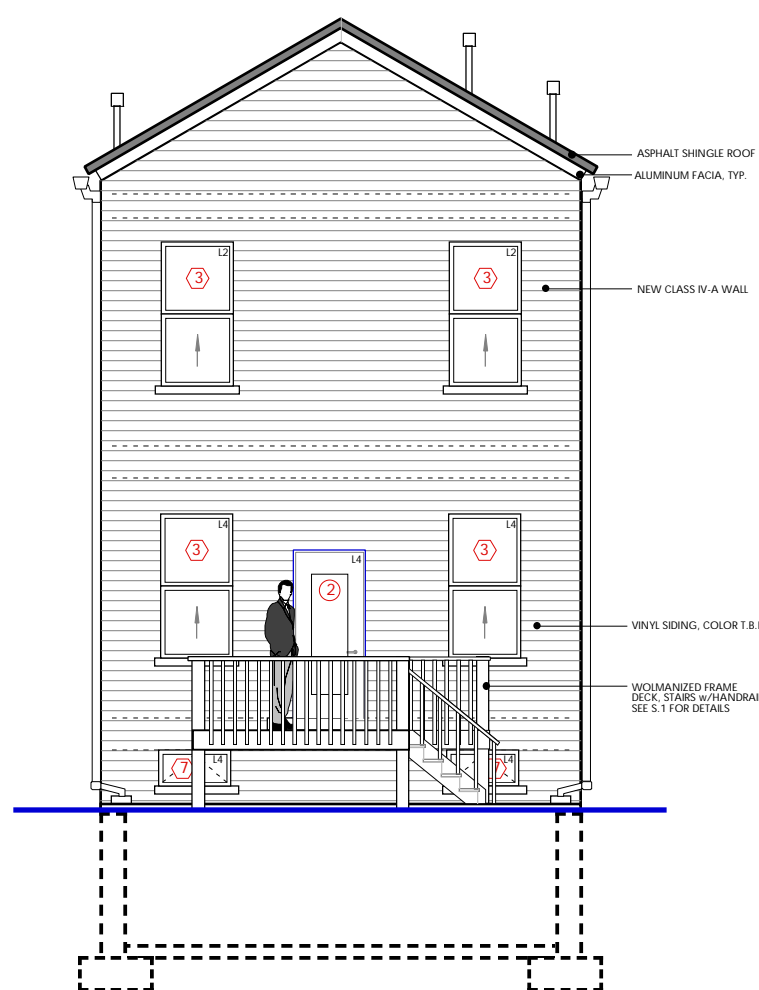 ASPHALT SHINGLE ROOF
ALUMINUM FACIA, TYP.
L2
L2
3
3
NEW CLASS IV-A WALL
L4
L4
3
3
L4
2
VINYL SIDING, COLOR T.B.
WOLMANIZED FRAME
DECK, STAIRS w/HANDRAI
SEE S.1 FOR DETAILS
L4
L4
7
7